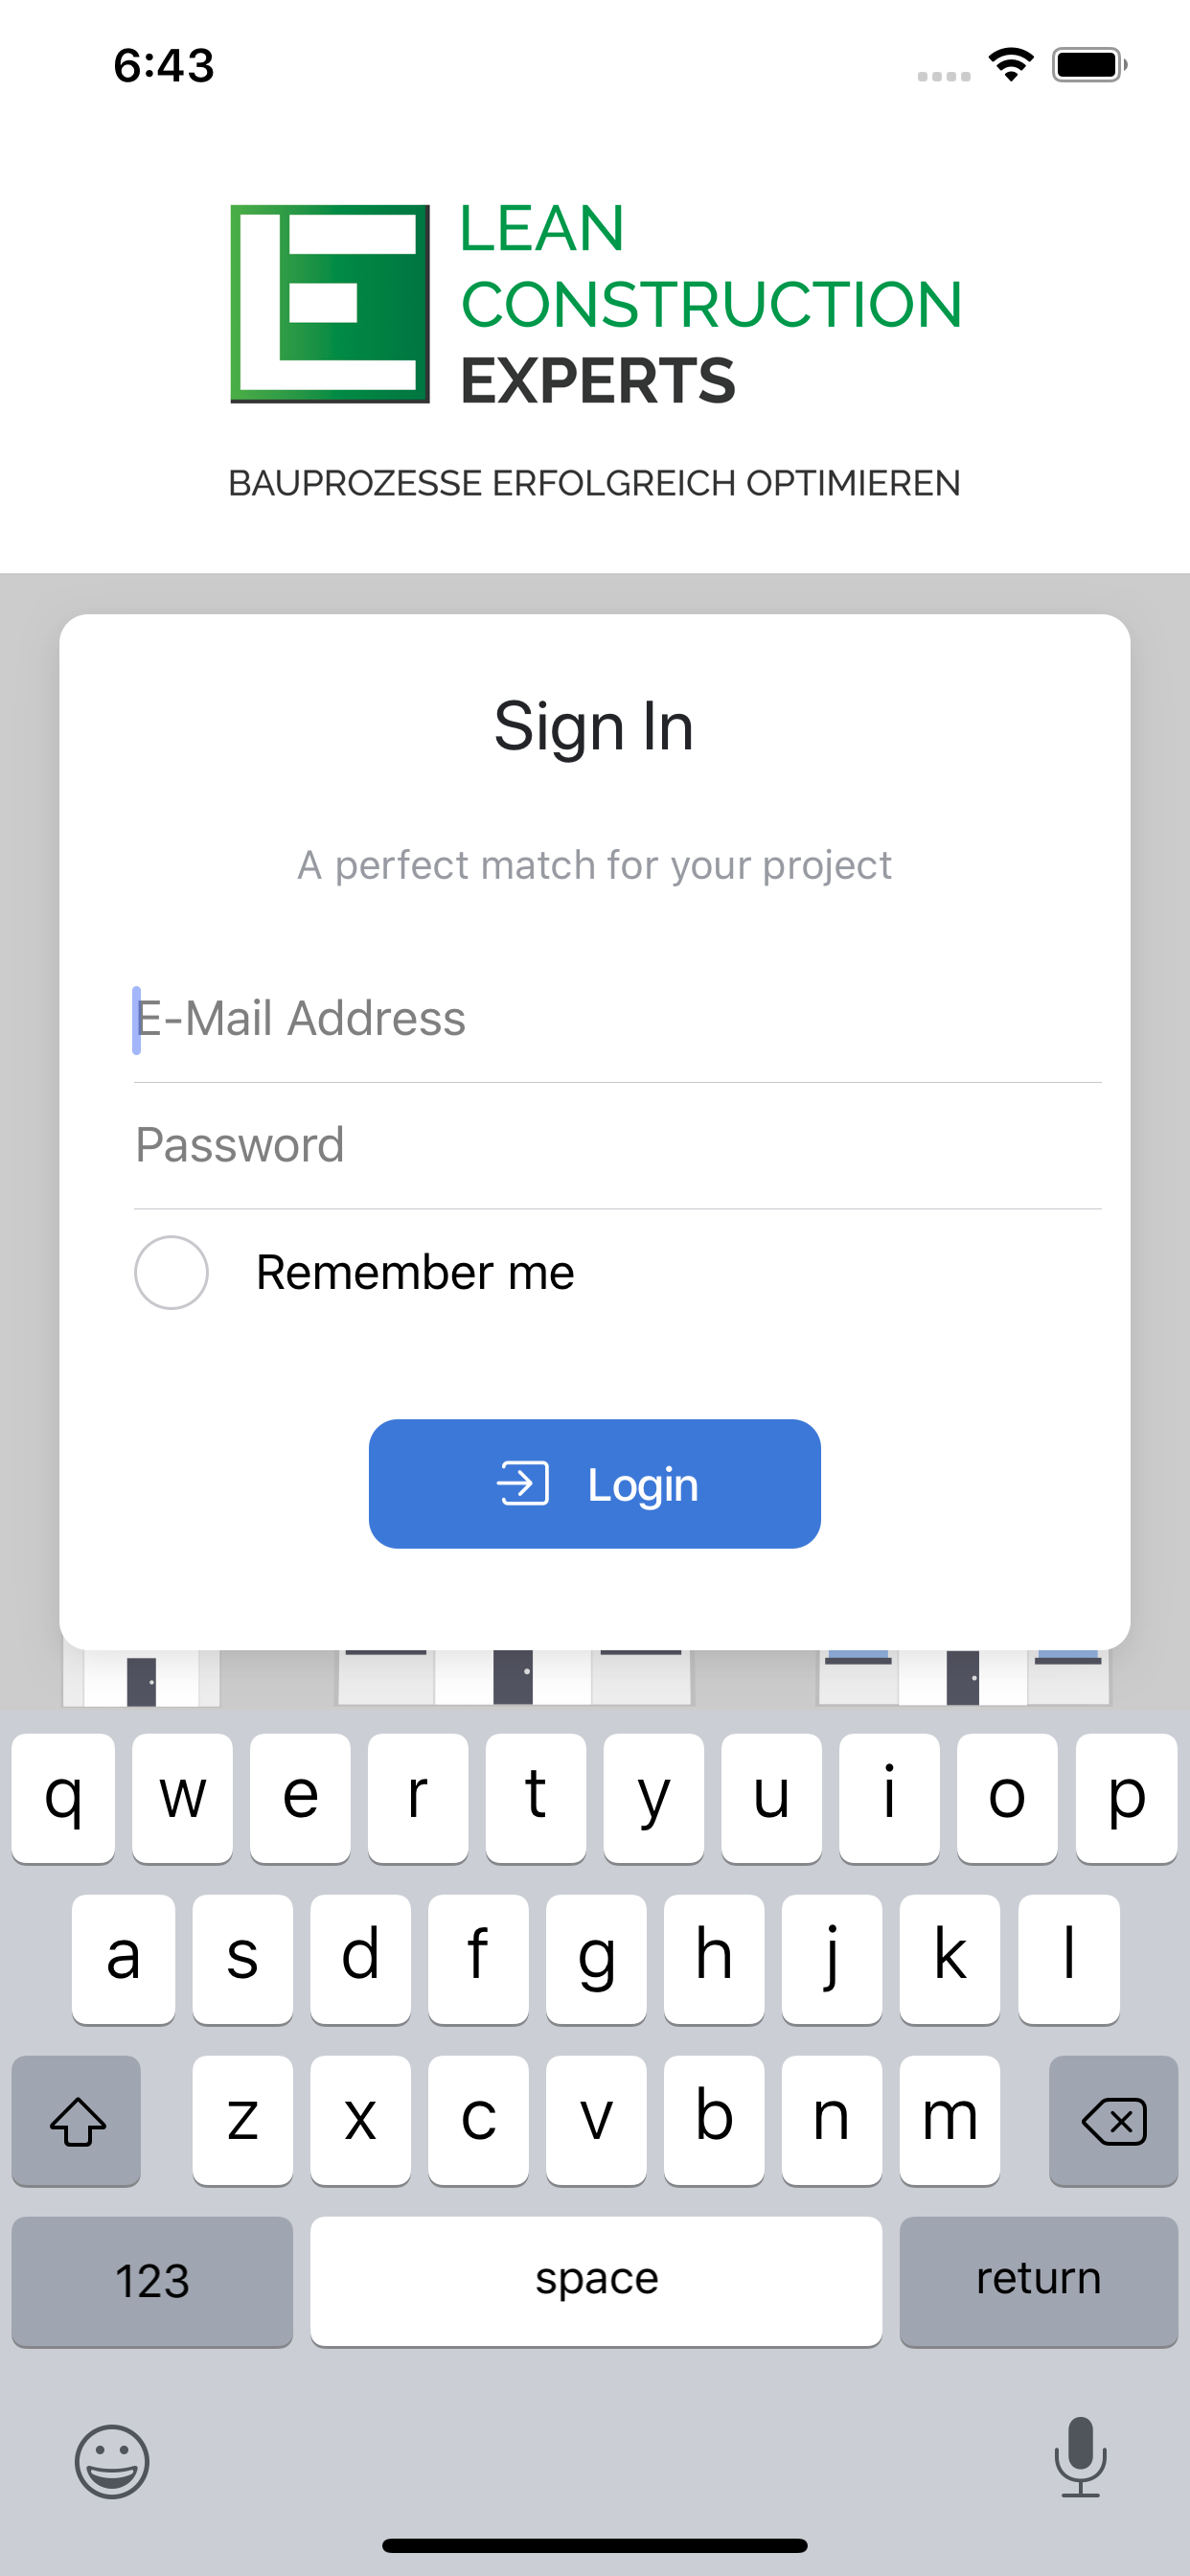 6:43
LEAN
CONSTRUCTION
EXPERTS
BAUPROZESSE ERFOLGREICH OPTIMIEREN
Sign In
A perfect match for your project
E-Mail Address
Password
Remember me
Login
q w e r t y u i o p
a s d f g h j k l
z x c v b n m
123 space return